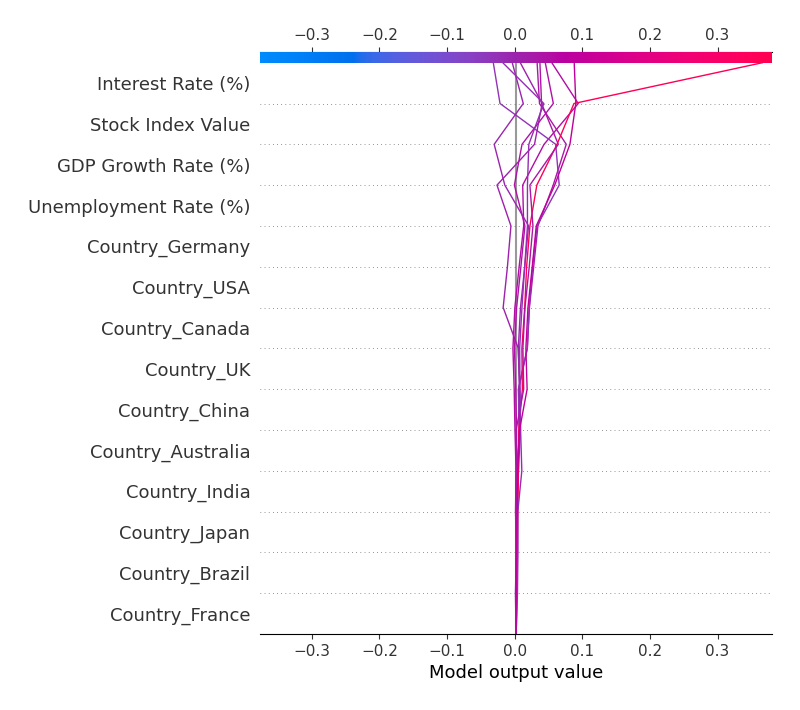 −0.3 −0.2 −0.1 0.0 0.1 0.2 0.3
Interest Rate (%)
Stock Index Value
GDP Growth Rate (%)
Unemployment Rate (%)
Country_Germany
Country_USA
Country_Canada
Country_UK
Country_China
Country_Australia
Country_India
Country_Japan
Country_Brazil
Country_France
−0.3 −0.2 −0.1 0.0 0.1 0.2 0.3
Model output value